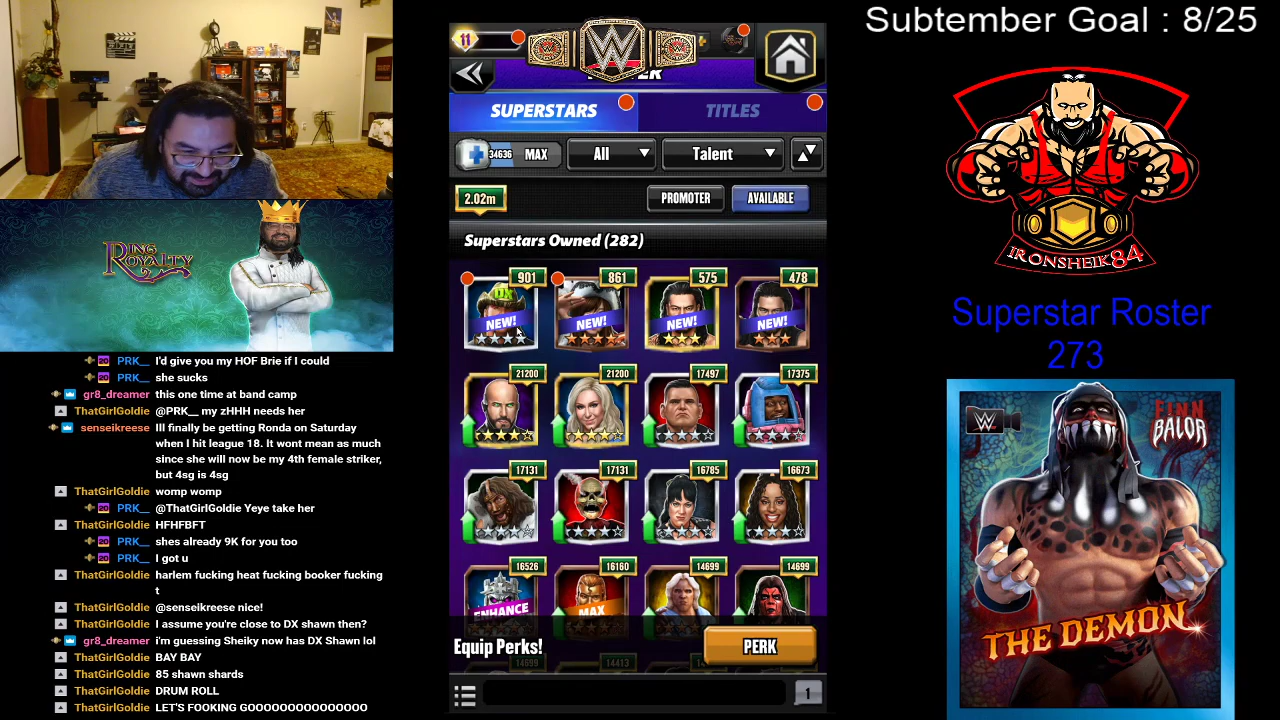 Subtember Goal : 8/25
11
SUPERSTARS
TITLES
34636 MAX
All
Talent
2.02m
PROMOTER
AVAILABLE
Superstars Owned (282)
901
861
575
478
DX
NEW!
NEW!
NEW!
NEW!
21200
21200
17497
17375
17131
17131
16785
16673
16526
16160
14699
14699
ENHANCE
MAX
Equip Perks!
PERK
14699
14413
1
RING
ROYALTY
PRK__ I'd give you my HOF Brie if I could
PRK__ she sucks
gr8_dreamer this one time at band camp
ThatGirlGoldie @PRK__ my zHHH needs her
senseikreese Ill finally be getting Ronda on Saturday
when I hit league 18. It wont mean as much
since she will now be my 4th female striker,
but 4sg is 4sg
ThatGirlGoldie womp womp
PRK__ @ThatGirlGoldie Yeye take her
ThatGirlGoldie HFHFBFT
PRK__ shes already 9K for you too
PRK__ I got u
ThatGirlGoldie harlem fucking heat fucking booker fucking
t
ThatGirlGoldie @senseikreese nice!
ThatGirlGoldie I assume you're close to DX shawn then?
gr8_dreamer i'm guessing Sheiky now has DX Shawn lol
ThatGirlGoldie BAY BAY
ThatGirlGoldie 85 shawn shards
ThatGirlGoldie DRUM ROLL
ThatGirlGoldie LET'S FOOKING GOOOOOOOOOOOOOOO
IRONSHEIK84
Superstar Roster
273
FINN
BALOR
THE DEMON